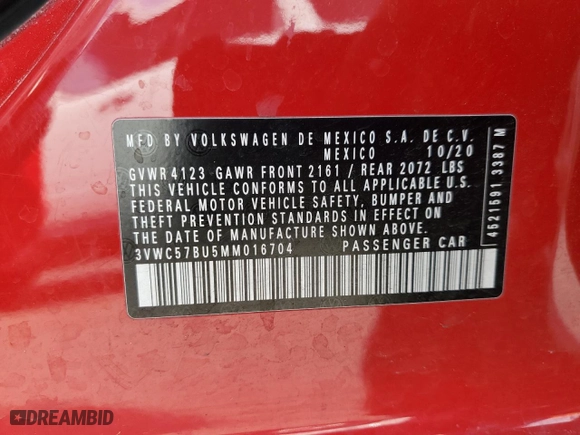 MFD BY VOLKSWAGEN DE MEXICO S.A. DE C.V.
MEXICO 10/20
GVWR 4123 GAWR FRONT 2161 / REAR 2072 LBS
THIS VEHICLE CONFORMS TO ALL APPLICABLE U.S.
FEDERAL MOTOR VEHICLE SAFETY, BUMPER AND
THEFT PREVENTION STANDARDS IN EFFECT ON
THE DATE OF MANUFACTURE SHOWN ABOVE
3VWC57BU5MM016704 PASSENGER CAR
4521591 3387 M
DREAMBID